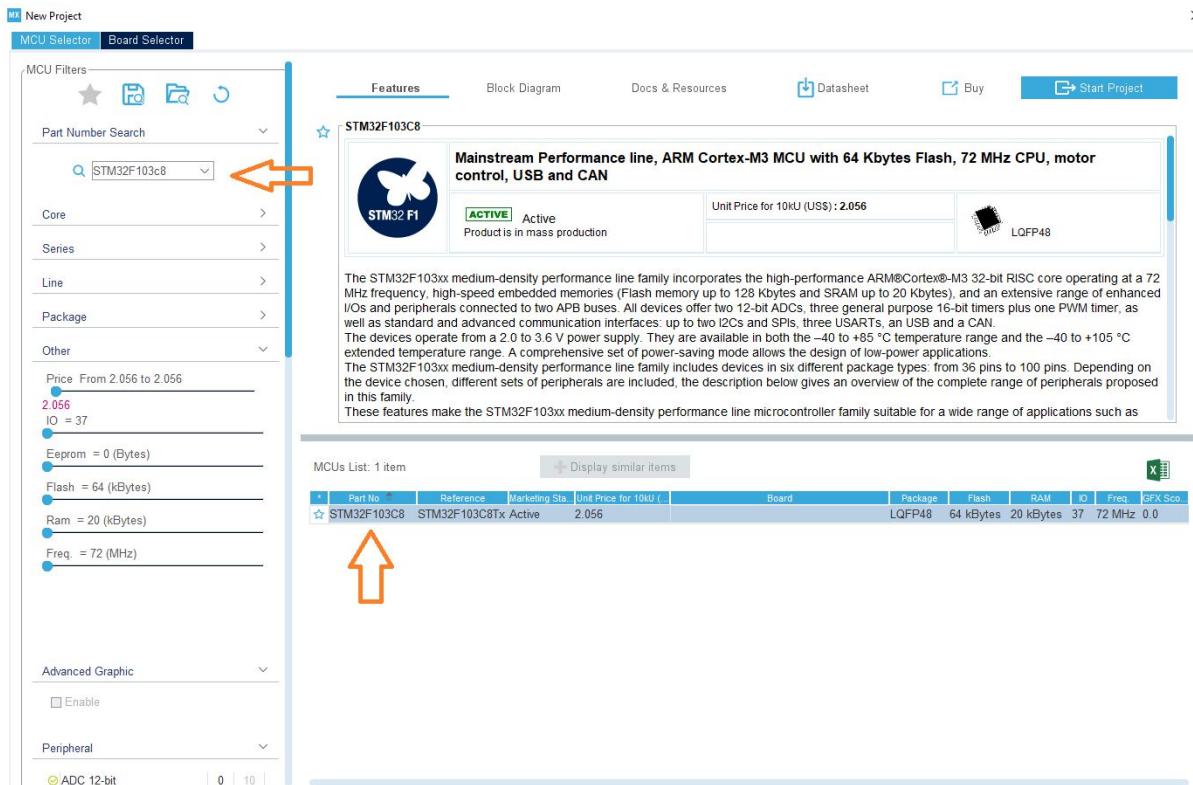 MX New Project
MCU Selector Board Selector
MCU Filters
Part Number Search
STM32F103c8
Core
Series
Line
Package
Other
Price From 2.056 to 2.056
2.056
IO = 37
Eeprom = 0 (Bytes)
Flash = 64 (kBytes)
Ram = 20 (kBytes)
Freq. = 72 (MHz)
Advanced Graphic
Enable
Peripheral
ADC 12-bit 0 10
Features Block Diagram Docs & Resources Datasheet Buy Start Project
STM32F103C8
STM32 F1
Mainstream Performance line, ARM Cortex-M3 MCU with 64 Kbytes Flash, 72 MHz CPU, motor
control, USB and CAN
ACTIVE Active
Product is in mass production
Unit Price for 10kU (US$) : 2.056
LQFP48
The STM32F103xx medium-density performance line family incorporates the high-performance ARM®Cortex®-M3 32-bit RISC core operating at a 72
MHz frequency, high-speed embedded memories (Flash memory up to 128 Kbytes and SRAM up to 20 Kbytes), and an extensive range of enhanced
I/Os and peripherals connected to two APB buses. All devices offer two 12-bit ADCs, three general purpose 16-bit timers plus one PWM timer, as
well as standard and advanced communication interfaces: up to two I2Cs and SPIs, three USARTs, an USB and a CAN.
The devices operate from a 2.0 to 3.6 V power supply. They are available in both the –40 to +85 °C temperature range and the –40 to +105 °C
extended temperature range. A comprehensive set of power-saving mode allows the design of low-power applications.
The STM32F103xx medium-density performance line family includes devices in six different package types: from 36 pins to 100 pins. Depending on
the device chosen, different sets of peripherals are included, the description below gives an overview of the complete range of peripherals proposed
in this family.
These features make the STM32F103xx medium-density performance line microcontroller family suitable for a wide range of applications such as
MCUs List: 1 item
Display similar items
* Part No Reference Marketing Sta... Unit Price for 10kU (... Board Package Flash RAM IO Freq. GFX Sco...
STM32F103C8 STM32F103C8Tx Active 2.056 LQFP48 64 kBytes 20 kBytes 37 72 MHz 0.0